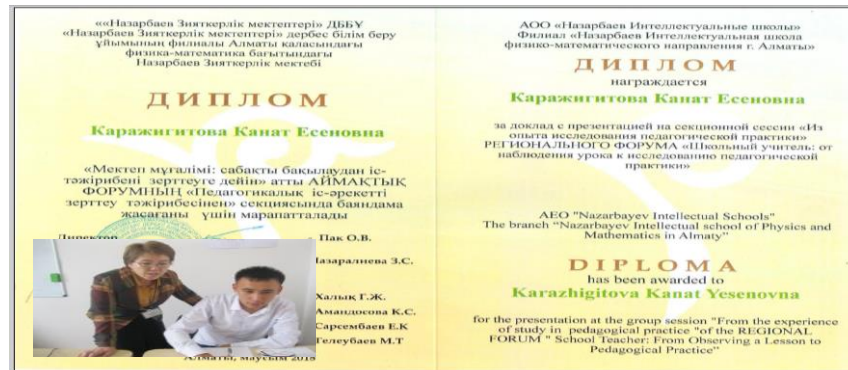 ««Назарбаев Зияткерлік мектептері» ДББҰ
«Назарбаев Зияткерлік мектептері» дербес білім беру
ұйымының филиалы Алматы қаласындағы
физика-математика бағытындағы
Назарбаев Зияткерлік мектебі
ДИПЛОМ
Каражигитова Канат Есеновна
«Мектеп мұғалімі: сабақты бақылаудан іс-
тәжірибені зерттеуге дейін» атты АЙМАҚТЫҚ
ФОРУМНЫҢ «Педагогикалық іс-әрекетті
зерттеу тәжірибесінен» секциясында баяндама
жасағаны үшін марапатталады
Директор Пак О.В.
Назаралиева З.С.
Халық Г.Ж.
Амандосова К.С.
Сарсембаев Е.К
Телеубаев М.Т
Алматы, маусым
АОО «Назарбаев Интеллектуальные школы»
Филиал «Назарбаев Интеллектуальная школа
физико-математического направления г. Алматы»
ДИПЛОМ
награждается
Каражигитова Канат Есеновна
за доклад с презентацией на секционной сессии «Из
опыта исследования педагогической практики»
РЕГИОНАЛЬНОГО ФОРУМА «Школьный учитель: от
наблюдения урока к исследованию педагогической
практики»
AEO "Nazarbayev Intellectual Schools"
The branch "Nazarbayev Intellectual school of Physics and
Mathematics in Almaty"
DIPLOMA
has been awarded to
Karazhigitova Kanat Yesenovna
for the presentation at the group session "From the experience
of study in pedagogical practice "of the REGIONAL
FORUM " School Teacher: From Observing a Lesson to
Pedagogical Practice"